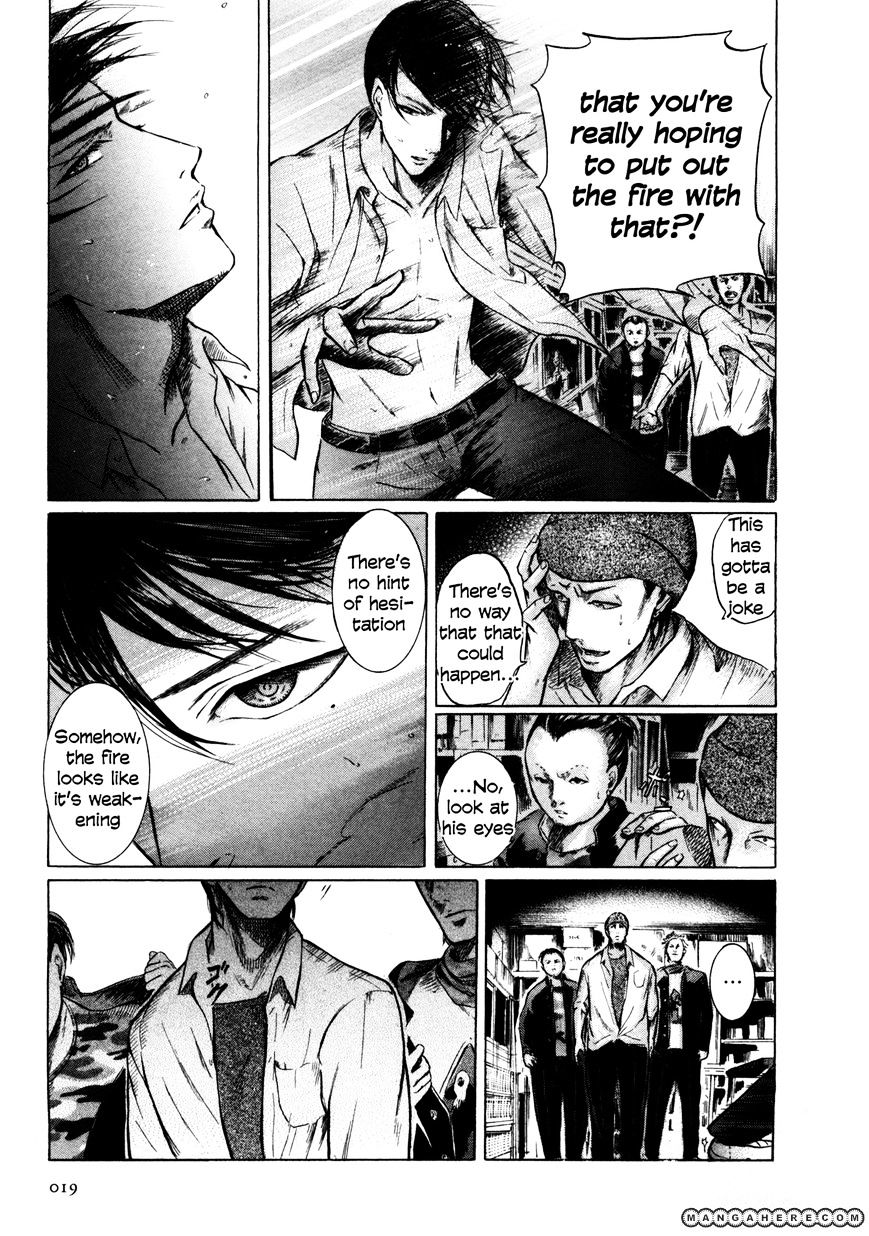 that you're
really hoping
to put out
the fire with
that?!
This
has
gotta
be a
joke
There's
no way
that that
could
happen...
...No,
look at
his eyes
There's
no hint
of hesi-
tation
Somehow,
the fire
looks like
it's weak-
ening
...
ゴク
019
MANGAHERE.COM